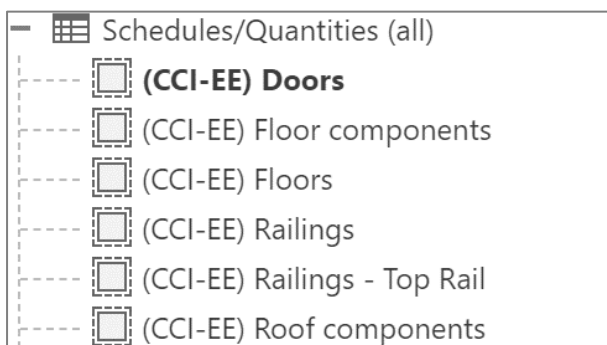 Schedules/Quantities (all)
(CCI-EE) Doors
(CCI-EE) Floor components
(CCI-EE) Floors
(CCI-EE) Railings
(CCI-EE) Railings - Top Rail
(CCI-EE) Roof components